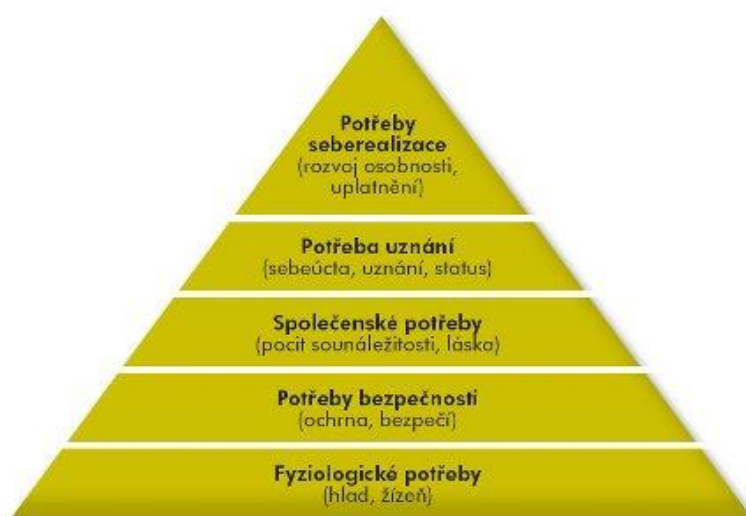 Potřeby
seberealizace
(rozvoj osobnosti,
uplatnění)
Potřeba uznání
(sebeúcta, uznání, status)
Společenské potřeby
(pocit sounáležitosti, láska)
Potřeby bezpečnosti
(ochrna, bezpečí)
Fyziologické potřeby
(hlad, žízeň)